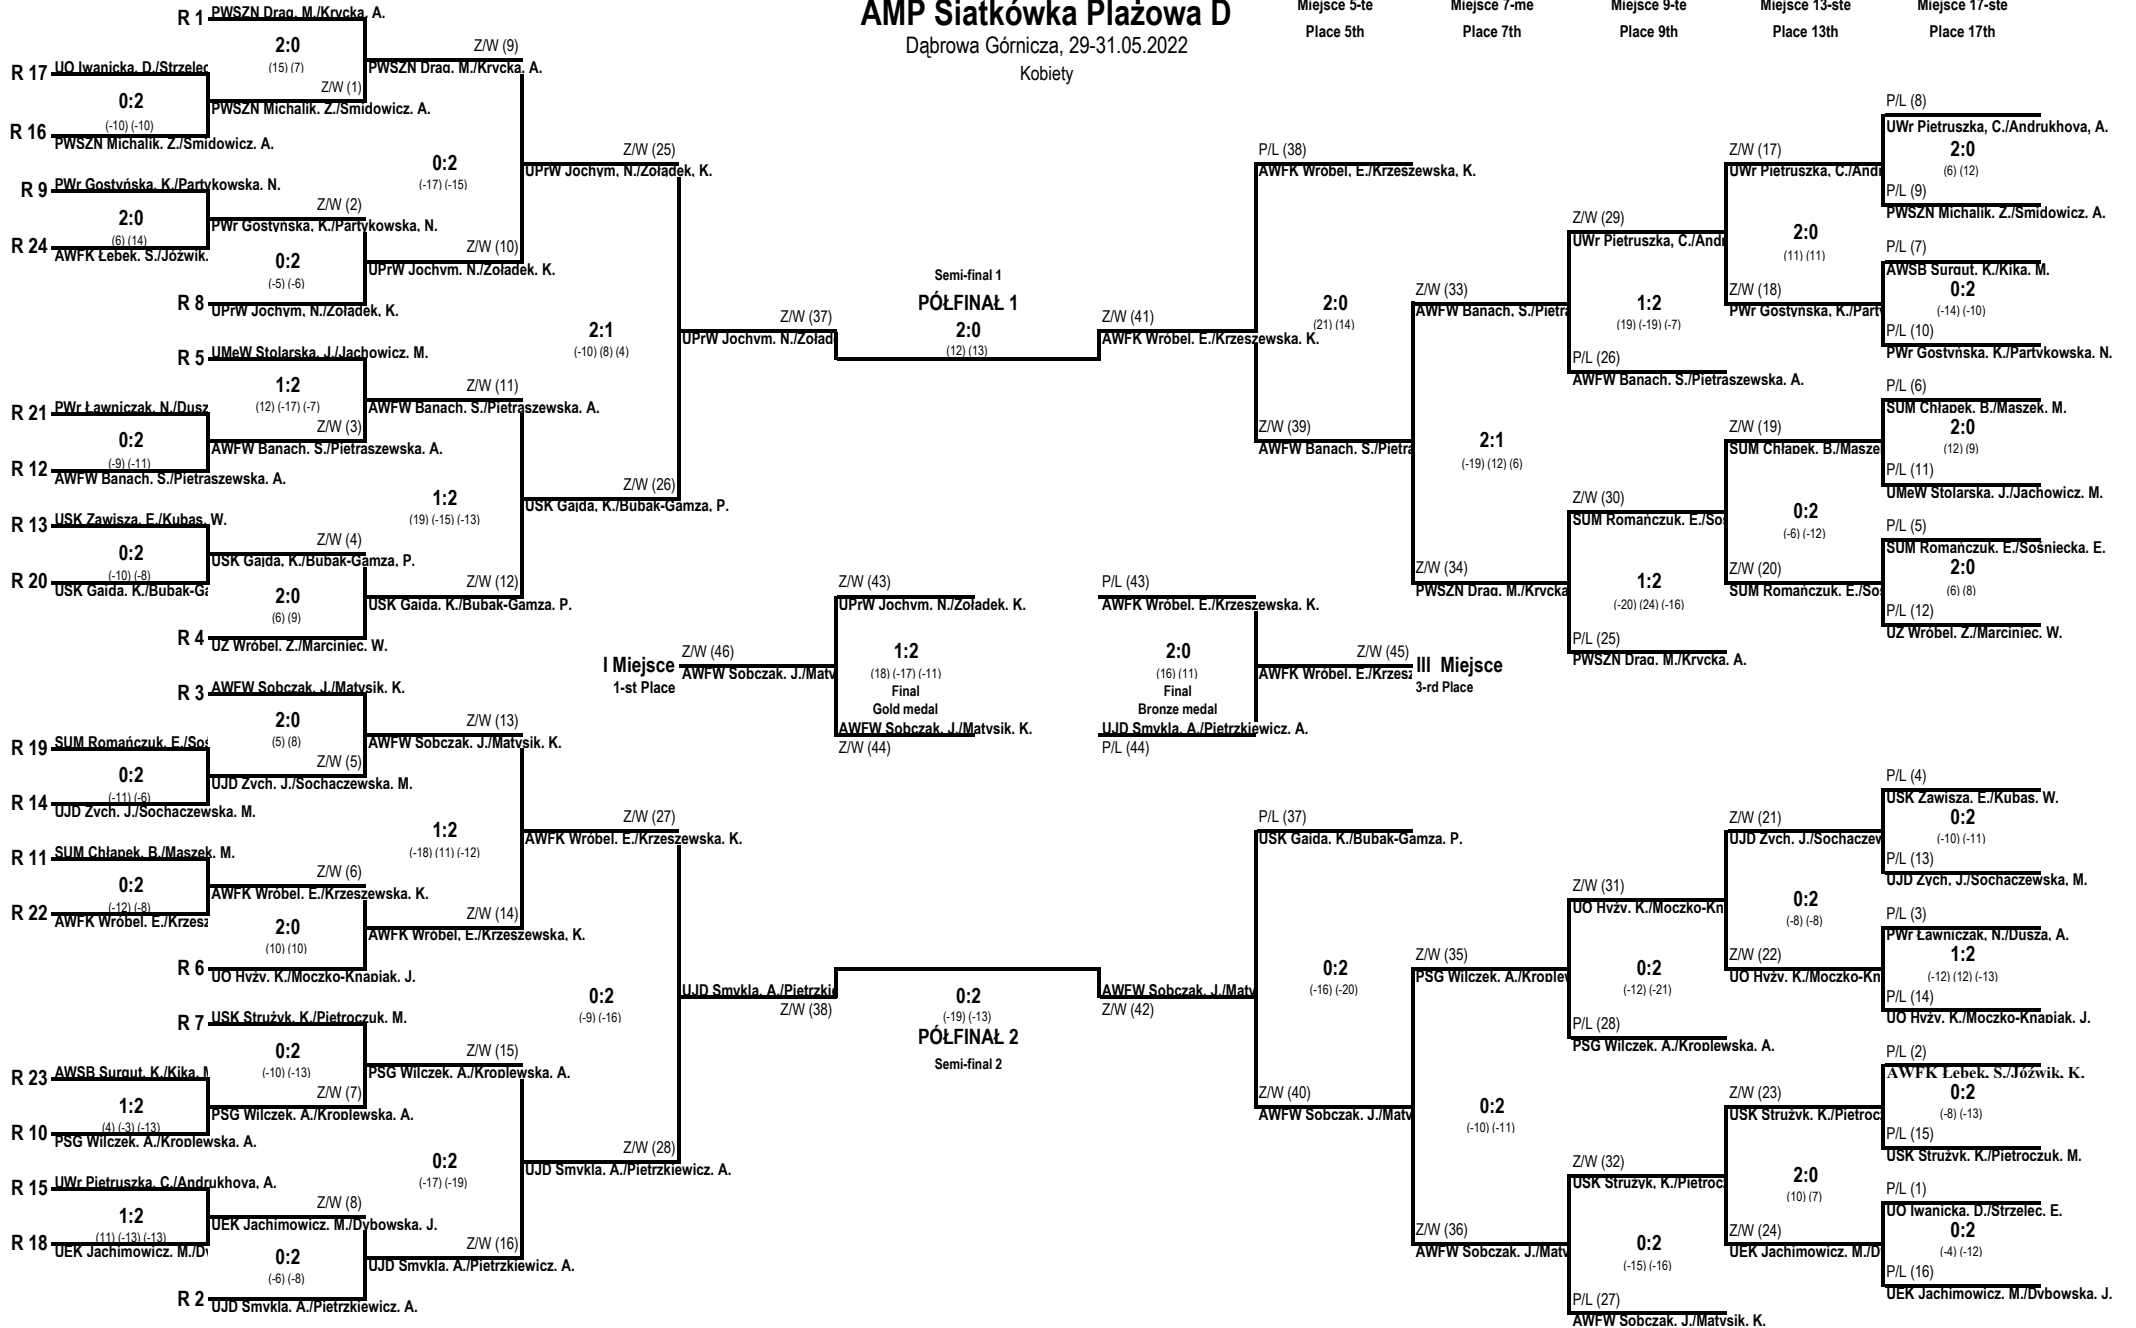 AMP Siatkówka Plażowa D
Dąbrowa Górnicza, 29-31.05.2022
Kobiety
Miejsce 5-te
Place 5th
Miejsce 7-me
Place 7th
Miejsce 9-te
Place 9th
Miejsce 13-ste
Place 13th
Miejsce 17-ste
Place 17th
R 1
PWSZN Drąg, M./Krycka, A.
2:0
(15) (7)
Z/W (1)
R 17
UO Iwanicka, D./Strzelec
0:2
(-10) (-10)
R 16
PWSZN Michalik, Z./Śmidowicz, A.
PWSZN Michalik, Z./Śmidowicz, A.
Z/W (9)
PWSZN Drąg, M./Krycka, A.
0:2
(-17) (-15)
R 9
PWr Gostyńska, K./Partykowska, N.
2:0
(6) (14)
R 24
AWFK Łebek, S./Jóźwik,
Z/W (2)
PWr Gostyńska, K./Partykowska, N.
0:2
(-5) (-6)
R 8
UPrW Jochym, N./Żołądek, K.
Z/W (10)
UPrW Jochym, N./Żołądek, K.
Z/W (25)
UPrW Jochym, N./Żołądek, K.
2:1
(-10) (8) (4)
R 5
UMeW Stolarska, J./Jachowicz, M.
1:2
(12) (-17) (-7)
Z/W (3)
R 21
PWr Ławniczak, N./Dusz
0:2
(-9) (-11)
R 12
AWFW Banach, S./Pietraszewska, A.
AWFW Banach, S./Pietraszewska, A.
Z/W (11)
AWFW Banach, S./Pietraszewska, A.
1:2
(19) (-15) (-13)
R 13
USK Zawisza, E./Kubas, W.
0:2
(-10) (-8)
R 20
USK Gajda, K./Bubak-Ga
Z/W (4)
USK Gajda, K./Bubak-Gamza, P.
2:0
(6) (9)
R 4
UZ Wróbel, Z./Marciniec, W.
Z/W (12)
USK Gajda, K./Bubak-Gamza, P.
Z/W (26)
USK Gajda, K./Bubak-Gamza, P.
Z/W (37)
UPrW Jochym, N./Żołąd
Semi-final 1
PÓŁFINAŁ 1
2:0
(12) (13)
Z/W (41)
AWFK Wróbel, E./Krzeszewska, K.
R 3
AWFW Sobczak, J./Matysik, K.
2:0
(5) (8)
Z/W (5)
R 19
SUM Romańczuk, E./Soś
0:2
(-11) (-6)
R 14
UJD Zych, J./Sochaczewska, M.
UJD Zych, J./Sochaczewska, M.
Z/W (13)
AWFW Sobczak, J./Matysik, K.
1:2
(-18) (11) (-12)
R 11
SUM Chłapek, B./Maszek, M.
0:2
(-12) (-8)
R 22
AWFK Wróbel, E./Krzesz
Z/W (6)
AWFK Wróbel, E./Krzeszewska, K.
2:0
(10) (10)
R 6
UO Hyży, K./Moczko-Knapiak, J.
Z/W (14)
AWFK Wróbel, E./Krzeszewska, K.
Z/W (27)
AWFK Wróbel, E./Krzeszewska, K.
0:2
(-9) (-16)
R 7
USK Strużyk, K./Pietroczuk, M.
0:2
(-10) (-13)
Z/W (7)
R 23
AWSB Surgut, K./Kika, M
1:2
(4) (-3) (-13)
R 10
PSG Wilczek, A./Kroplewska, A.
PSG Wilczek, A./Kroplewska, A.
Z/W (15)
PSG Wilczek, A./Kroplewska, A.
0:2
(-17) (-19)
R 15
UWr Pietruszka, C./Andrukhova, A.
1:2
(11) (-13) (-13)
R 18
UEK Jachimowicz, M./Dy
Z/W (8)
UEK Jachimowicz, M./Dybowska, J.
0:2
(-6) (-8)
R 2
UJD Smykla, A./Pietrzkiewicz, A.
Z/W (16)
UJD Smykla, A./Pietrzkiewicz, A.
Z/W (28)
UJD Smykla, A./Pietrzkiewicz, A.
UJD Smykla, A./Pietrzkie
Z/W (38)
0:2
(-19) (-13)
PÓŁFINAŁ 2
Semi-final 2
AWFW Sobczak, J./Maty
Z/W (42)
I Miejsce
1-st Place
Z/W (46)
AWFW Sobczak, J./Maty
Z/W (43)
UPrW Jochym, N./Żołądek, K.
1:2
(18) (-17) (-11)
Final
Gold medal
AWFW Sobczak, J./Matysik, K.
Z/W (44)
P/L (43)
AWFK Wróbel, E./Krzeszewska, K.
2:0
(16) (11)
Final
Bronze medal
UJD Smykla, A./Pietrzkiewicz, A.
P/L (44)
Z/W (45)
AWFK Wróbel, E./Krzesz
III Miejsce
3-rd Place
P/L (38)
AWFK Wróbel, E./Krzeszewska, K.
2:0
(21) (14)
Z/W (39)
AWFW Banach, S./Pietra
Z/W (33)
AWFW Banach, S./Pietra
2:1
(-19) (12) (6)
Z/W (34)
PWSZN Drąg, M./Krycka
Z/W (29)
UWr Pietruszka, C./Andr
1:2
(19) (-19) (-7)
P/L (26)
AWFW Banach, S./Pietraszewska, A.
Z/W (30)
SUM Romańczuk, E./Soś
1:2
(-20) (24) (-16)
P/L (25)
PWSZN Drąg, M./Krycka, A.
Z/W (17)
UWr Pietruszka, C./Andr
2:0
(11) (11)
Z/W (18)
PWr Gostyńska, K./Party
Z/W (19)
SUM Chłapek, B./Masze
0:2
(-6) (-12)
Z/W (20)
SUM Romańczuk, E./Soś
P/L (8)
UWr Pietruszka, C./Andrukhova, A.
2:0
(6) (12)
P/L (9)
PWSZN Michalik, Z./Śmidowicz, A.
P/L (7)
AWSB Surgut, K./Kika, M.
0:2
(-14) (-10)
P/L (10)
PWr Gostyńska, K./Partykowska, N.
P/L (6)
SUM Chłapek, B./Maszek, M.
2:0
(12) (9)
P/L (11)
UMeW Stolarska, J./Jachowicz, M.
P/L (5)
SUM Romańczuk, E./Sośniecka, E.
2:0
(6) (8)
P/L (12)
UZ Wróbel, Z./Marciniec, W.
P/L (37)
USK Gajda, K./Bubak-Gamza, P.
0:2
(-16) (-20)
Z/W (40)
AWFW Sobczak, J./Maty
Z/W (35)
PSG Wilczek, A./Kroplew
0:2
(-10) (-11)
Z/W (36)
AWFW Sobczak, J./Maty
Z/W (31)
UO Hyży, K./Moczko-Kn
0:2
(-12) (-21)
P/L (28)
PSG Wilczek, A./Kroplewska, A.
Z/W (32)
USK Strużyk, K./Pietroc
0:2
(-15) (-16)
P/L (27)
AWFW Sobczak, J./Matysik, K.
Z/W (21)
UJD Zych, J./Sochaczew
0:2
(-8) (-8)
Z/W (22)
UO Hyży, K./Moczko-Kn
Z/W (23)
USK Strużyk, K./Pietroc
2:0
(10) (7)
Z/W (24)
UEK Jachimowicz, M./D
P/L (4)
USK Zawisza, E./Kubas, W.
0:2
(-10) (-11)
P/L (13)
UJD Zych, J./Sochaczewska, M.
P/L (3)
PWr Ławniczak, N./Dusza, A.
1:2
(-12) (12) (-13)
P/L (14)
UO Hyży, K./Moczko-Knapiak, J.
P/L (2)
AWFK Łebek, S./Jóźwik, K.
0:2
(-8) (-13)
P/L (15)
USK Strużyk, K./Pietroczuk, M.
P/L (1)
UO Iwanicka, D./Strzelec, E.
0:2
(-4) (-12)
P/L (16)
UEK Jachimowicz, M./Dybowska, J.